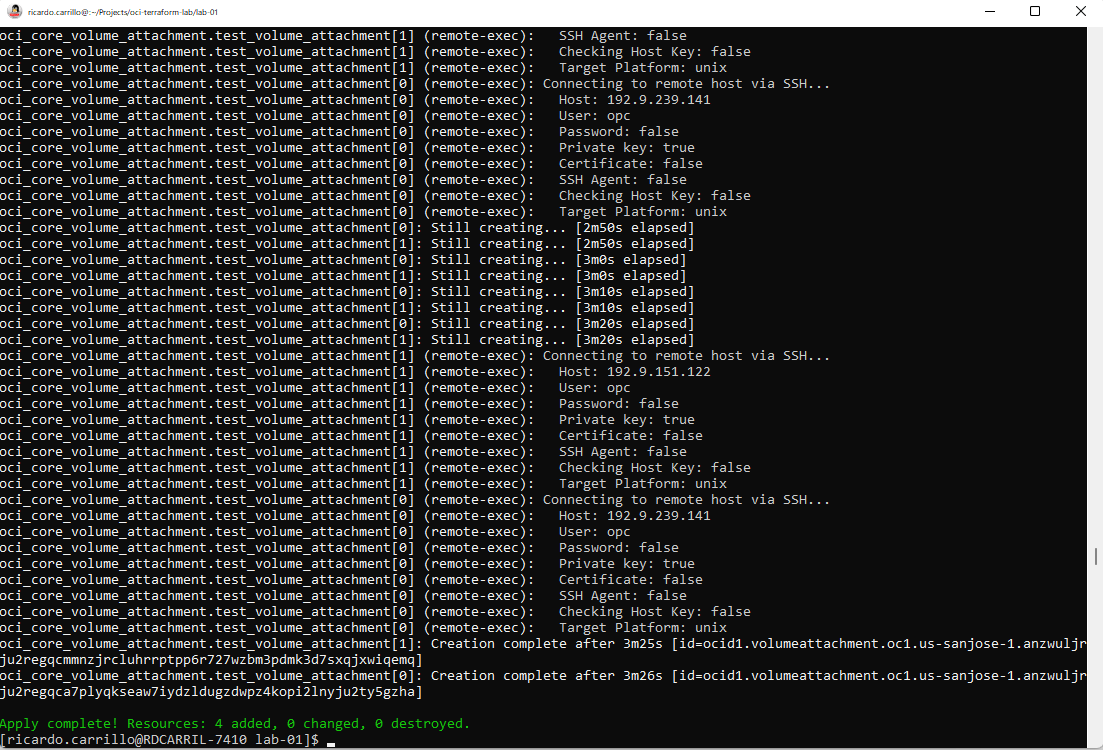 ricardo.carrillo@:~/Projects/oci-terraform-lab/lab-01
oci_core_volume_attachment.test_volume_attachment[1] (remote-exec):   SSH Agent: false
oci_core_volume_attachment.test_volume_attachment[1] (remote-exec):   Checking Host Key: false
oci_core_volume_attachment.test_volume_attachment[1] (remote-exec):   Target Platform: unix
oci_core_volume_attachment.test_volume_attachment[0] (remote-exec): Connecting to remote host via SSH...
oci_core_volume_attachment.test_volume_attachment[0] (remote-exec):   Host: 192.9.239.141
oci_core_volume_attachment.test_volume_attachment[0] (remote-exec):   User: opc
oci_core_volume_attachment.test_volume_attachment[0] (remote-exec):   Password: false
oci_core_volume_attachment.test_volume_attachment[0] (remote-exec):   Private key: true
oci_core_volume_attachment.test_volume_attachment[0] (remote-exec):   Certificate: false
oci_core_volume_attachment.test_volume_attachment[0] (remote-exec):   SSH Agent: false
oci_core_volume_attachment.test_volume_attachment[0] (remote-exec):   Checking Host Key: false
oci_core_volume_attachment.test_volume_attachment[0] (remote-exec):   Target Platform: unix
oci_core_volume_attachment.test_volume_attachment[0]: Still creating... [2m50s elapsed]
oci_core_volume_attachment.test_volume_attachment[1]: Still creating... [2m50s elapsed]
oci_core_volume_attachment.test_volume_attachment[0]: Still creating... [3m0s elapsed]
oci_core_volume_attachment.test_volume_attachment[1]: Still creating... [3m0s elapsed]
oci_core_volume_attachment.test_volume_attachment[0]: Still creating... [3m10s elapsed]
oci_core_volume_attachment.test_volume_attachment[1]: Still creating... [3m10s elapsed]
oci_core_volume_attachment.test_volume_attachment[0]: Still creating... [3m20s elapsed]
oci_core_volume_attachment.test_volume_attachment[1]: Still creating... [3m20s elapsed]
oci_core_volume_attachment.test_volume_attachment[1] (remote-exec): Connecting to remote host via SSH...
oci_core_volume_attachment.test_volume_attachment[1] (remote-exec):   Host: 192.9.151.122
oci_core_volume_attachment.test_volume_attachment[1] (remote-exec):   User: opc
oci_core_volume_attachment.test_volume_attachment[1] (remote-exec):   Password: false
oci_core_volume_attachment.test_volume_attachment[1] (remote-exec):   Private key: true
oci_core_volume_attachment.test_volume_attachment[1] (remote-exec):   Certificate: false
oci_core_volume_attachment.test_volume_attachment[1] (remote-exec):   SSH Agent: false
oci_core_volume_attachment.test_volume_attachment[1] (remote-exec):   Checking Host Key: false
oci_core_volume_attachment.test_volume_attachment[1] (remote-exec):   Target Platform: unix
oci_core_volume_attachment.test_volume_attachment[0] (remote-exec): Connecting to remote host via SSH...
oci_core_volume_attachment.test_volume_attachment[0] (remote-exec):   Host: 192.9.239.141
oci_core_volume_attachment.test_volume_attachment[0] (remote-exec):   User: opc
oci_core_volume_attachment.test_volume_attachment[0] (remote-exec):   Password: false
oci_core_volume_attachment.test_volume_attachment[0] (remote-exec):   Private key: true
oci_core_volume_attachment.test_volume_attachment[0] (remote-exec):   Certificate: false
oci_core_volume_attachment.test_volume_attachment[0] (remote-exec):   SSH Agent: false
oci_core_volume_attachment.test_volume_attachment[0] (remote-exec):   Checking Host Key: false
oci_core_volume_attachment.test_volume_attachment[0] (remote-exec):   Target Platform: unix
oci_core_volume_attachment.test_volume_attachment[1]: Creation complete after 3m25s [id=ocid1.volumeattachment.oc1.us-sanjose-1.anzwuljr
ju2regqcmmnzjrcluhrrptpp6r727wzbm3pdmk3d7sxqjxwiqemq]
oci_core_volume_attachment.test_volume_attachment[0]: Creation complete after 3m26s [id=ocid1.volumeattachment.oc1.us-sanjose-1.anzwuljr
ju2regqca7plyqkseaw7iydzldugzdwpz4kopi2lnyju2ty5gzha]
Apply complete! Resources: 4 added, 0 changed, 0 destroyed.
[ricardo.carrillo@RDCARRIL-7410 lab-01]$